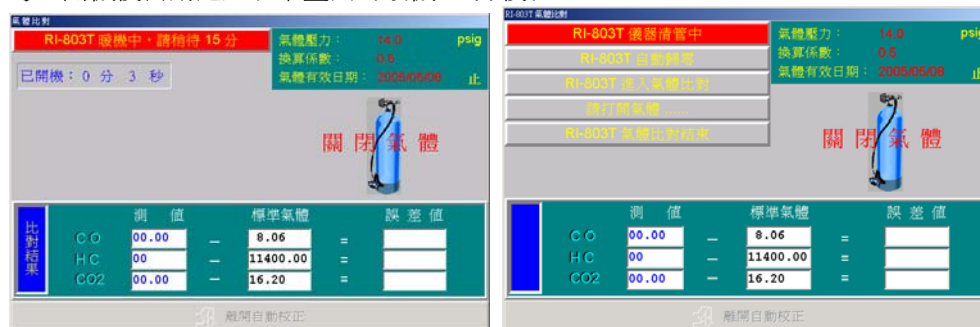 氣體比對
RI-803T 暖機中，請稍待 15 分
氣體壓力： 14.0 psig
換算係數： 0.5
氣體有效日期： 2005/05/08 止
已開機：0 分 3 秒
關閉氣體
測 值 標準氣體 誤 差 值
比對結果
CO 00.00 — 8.06 =
HC 00 — 11400.00 =
CO2 00.00 — 16.20 =
離開自動校正
RI-803T 氣體比對
RI-803T 儀器清管中
RI-803T 自動歸零
RI-803T 進入氣體比對
請打開氣體 ......
RI-803T 氣體比對結束
氣體壓力： 14.0 psig
換算係數： 0.5
氣體有效日期： 2005/05/08 止
關閉氣體
測 值 標準氣體 誤 差 值
CO 00.00 — 8.06 =
HC 00 — 11400.00 =
CO2 00.00 — 16.20 =
離開自動校正